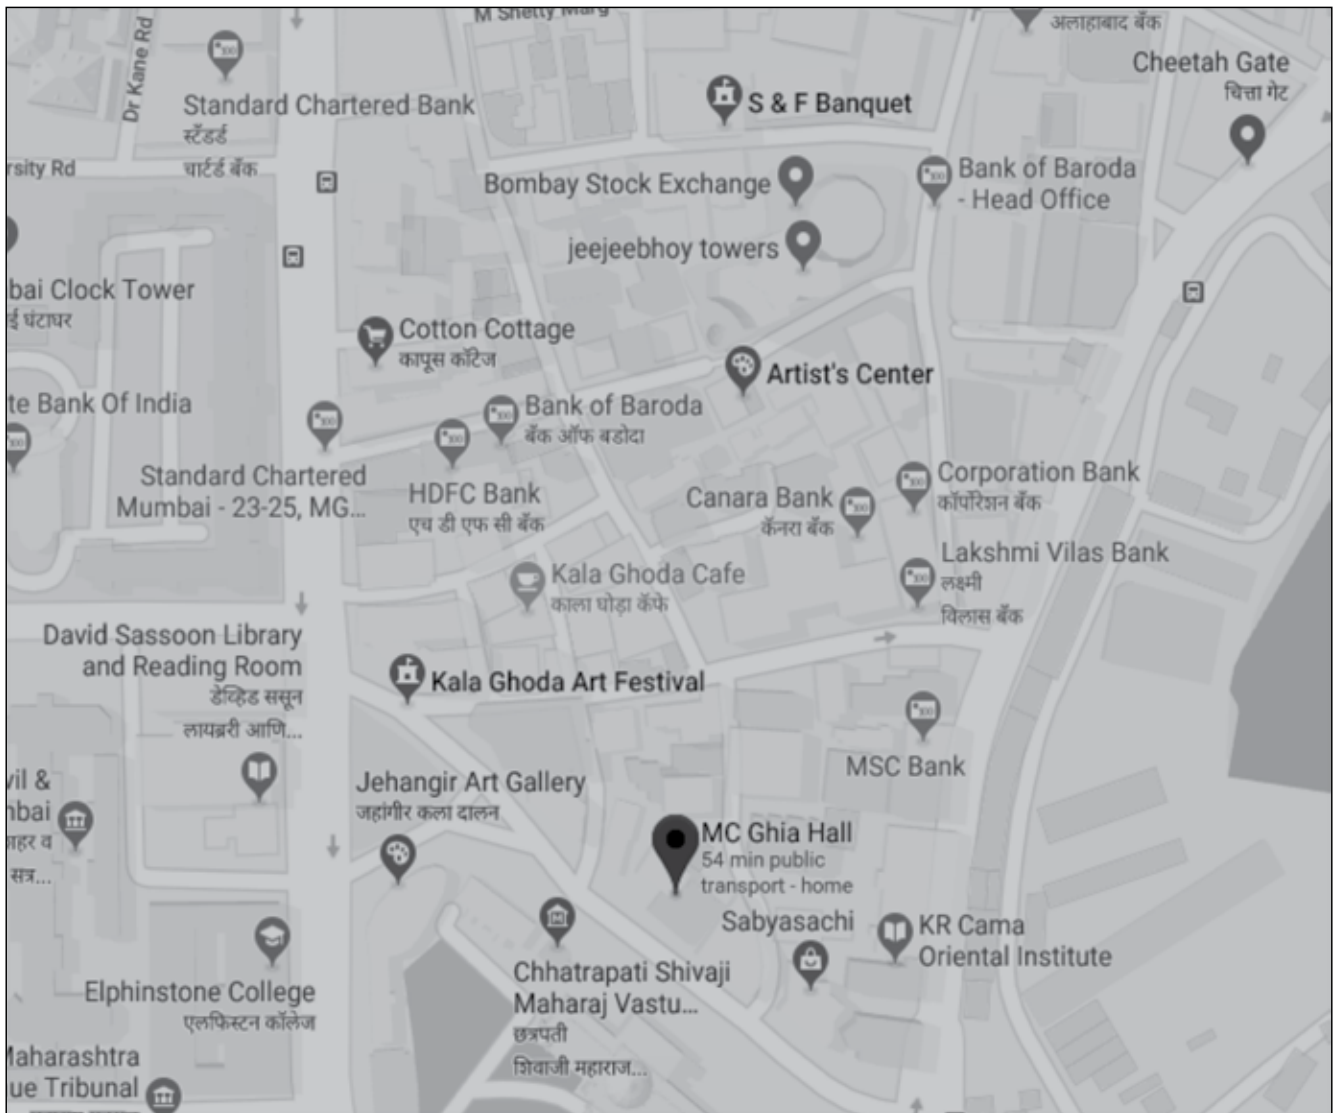 M Shetty Marg
अलाहाबाद बँक
Cheetah Gate
चित्ता गेट
Dr Kane Rd
Standard Chartered Bank
स्टँडर्ड
चार्टर्ड बँक
S & F Banquet
rsity Rd
Bombay Stock Exchange
Bank of Baroda
- Head Office
jeejeebhoy towers
bai Clock Tower
ई घंटाघर
Cotton Cottage
कापूस कॉटेज
Artist's Center
te Bank Of India
Bank of Baroda
बँक ऑफ बडोदा
Standard Chartered
Mumbai - 23-25, MG...
HDFC Bank
एच डी एफ सी बँक
Canara Bank
कॅनरा बँक
Corporation Bank
कॉर्पोरेशन बँक
Kala Ghoda Cafe
काला घोड़ा कॅफे
Lakshmi Vilas Bank
लक्ष्मी
विलास बँक
David Sassoon Library
and Reading Room
डेव्हिड ससून
लायब्ररी आणि...
Kala Ghoda Art Festival
MSC Bank
Jehangir Art Gallery
जहांगीर कला दालन
vil &
nbai
ाहर व
सत्र...
MC Ghia Hall
54 min public
transport - home
Sabyasachi
KR Cama
Oriental Institute
Elphinstone College
एलफिस्टन कॉलेज
Chhatrapati Shivaji
Maharaj Vastu...
छत्रपती
शिवाजी महाराज...
Maharashtra
ue Tribunal